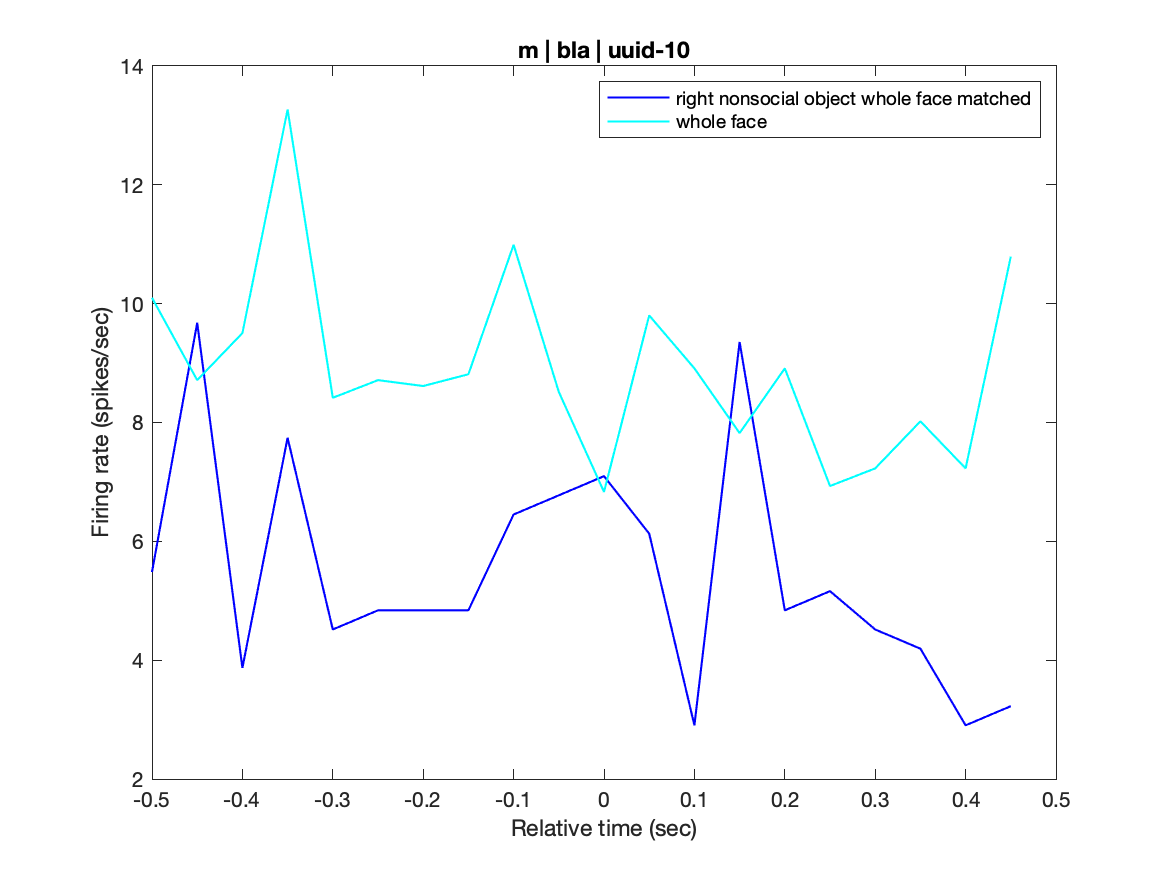 m | bla | uuid-10
right nonsocial object whole face matched
whole face
14
12
10
8
6
4
2
Firing rate (spikes/sec)
-0.5 -0.4 -0.3 -0.2 -0.1 0 0.1 0.2 0.3 0.4 0.5
Relative time (sec)